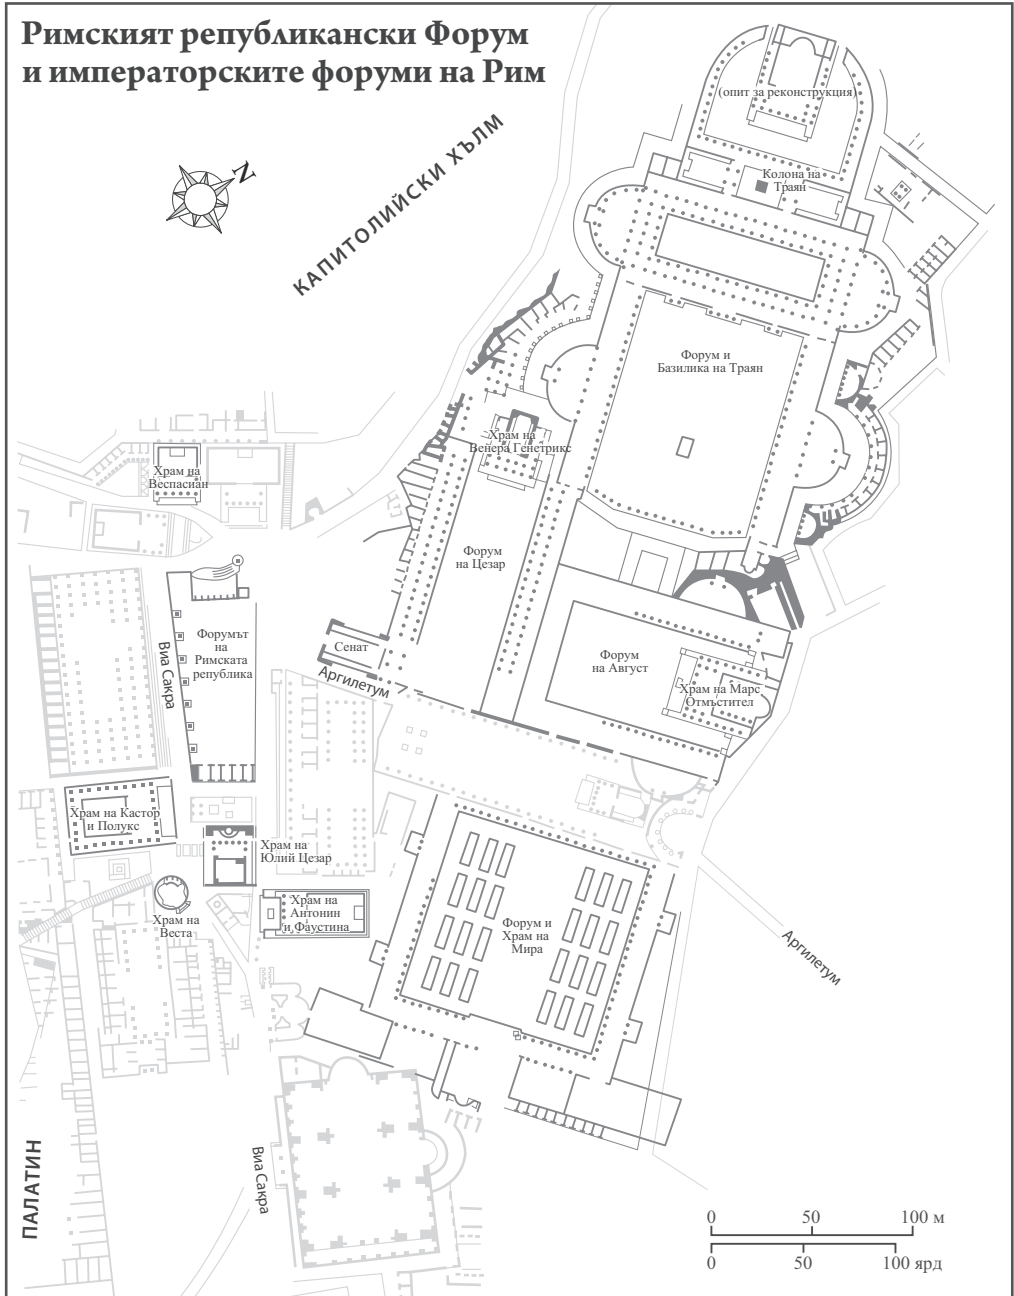 Римският републикански Форум
и императорските форуми на Рим
(опит за реконструкция)
N
КАПИТОЛИЙСКИ ХЪЛМ
Колона на
Траян
Форум и
Базилика на Траян
Храм на
Венера Генетрикс
Храм на
Веспасиан
Форум
на Цезар
Форумът
на
Римската
република
Виа Сакра
Сенат
Аргилетум
Форум
на Август
Храм на Марс
Отмъстител
Храм на Кастор
и Полукс
Храм на
Юлий Цезар
Храм на
Веста
Храм на
Антонин
и Фаустина
Форум и
Храм на
Мира
Аргилетум
ПАЛАТИН
Виа Сакра
0 50 100 м
0 50 100 ярд